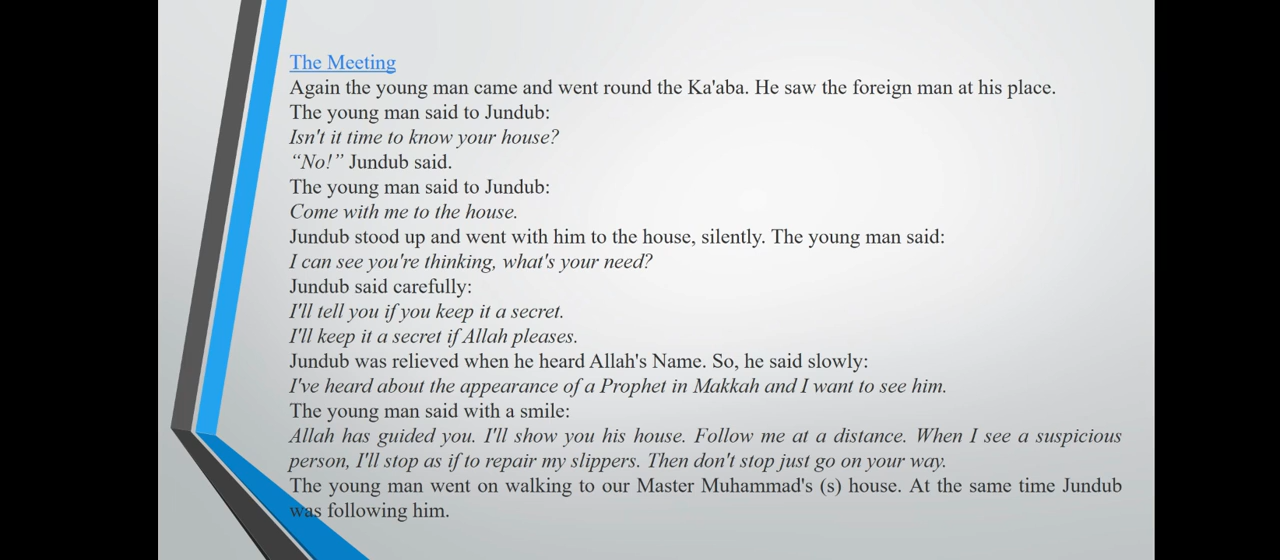 The Meeting
Again the young man came and went round the Ka'aba. He saw the foreign man at his place.
The young man said to Jundub:
Isn't it time to know your house?
“No!” Jundub said.
The young man said to Jundub:
Come with me to the house.
Jundub stood up and went with him to the house, silently. The young man said:
I can see you're thinking, what's your need?
Jundub said carefully:
I'll tell you if you keep it a secret.
I'll keep it a secret if Allah pleases.
Jundub was relieved when he heard Allah's Name. So, he said slowly:
I've heard about the appearance of a Prophet in Makkah and I want to see him.
The young man said with a smile:
Allah has guided you. I'll show you his house. Follow me at a distance. When I see a suspicious
person, I'll stop as if to repair my slippers. Then don't stop just go on your way.
The young man went on walking to our Master Muhammad's (s) house. At the same time Jundub
was following him.